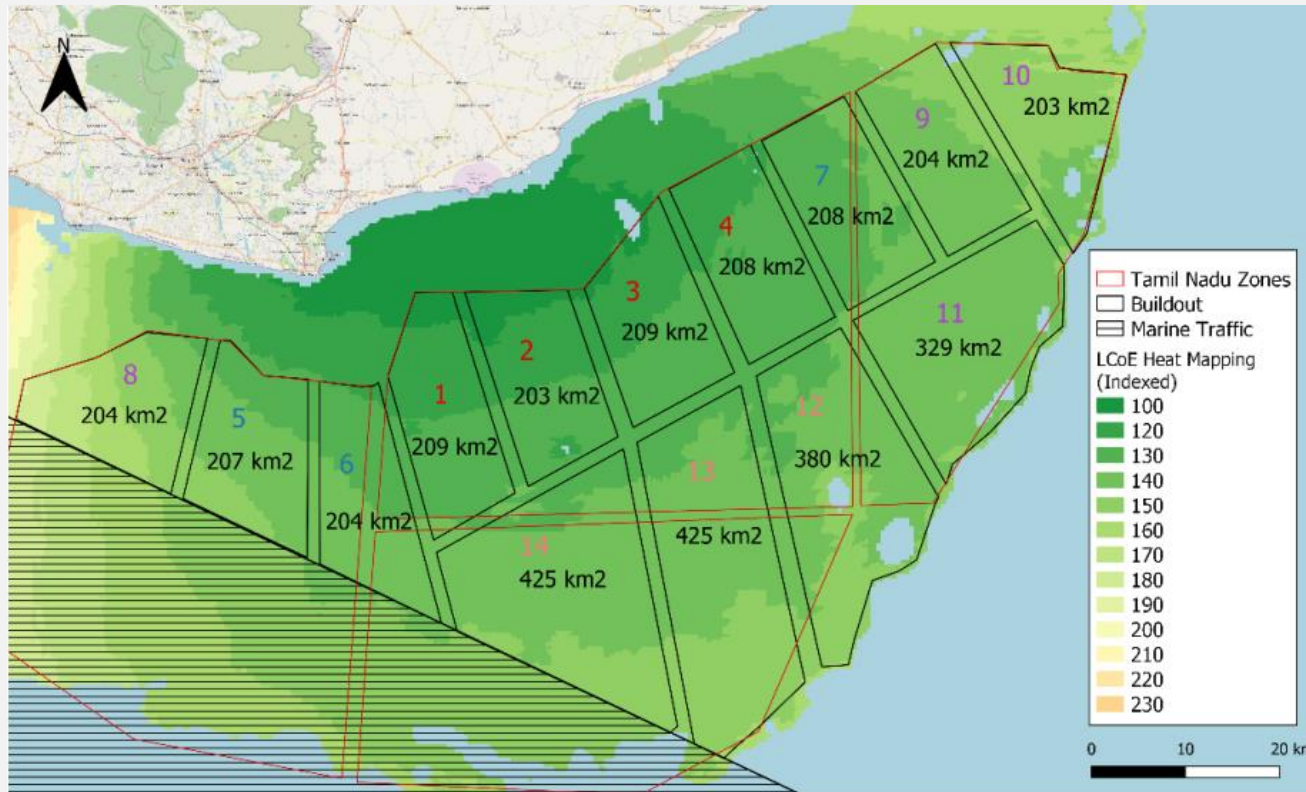 N
10
203 km2
9
204 km2
7
208 km2
4
208 km2
3
209 km2
2
203 km2
1
209 km2
8
204 km2
5
207 km2
6
204 km2
11
329 km2
12
380 km2
13
425 km2
14
425 km2
Tamil Nadu Zones
Buildout
Marine Traffic
LCoE Heat Mapping
(Indexed)
100
120
130
140
150
160
170
180
190
200
210
220
230
0 10 20 k